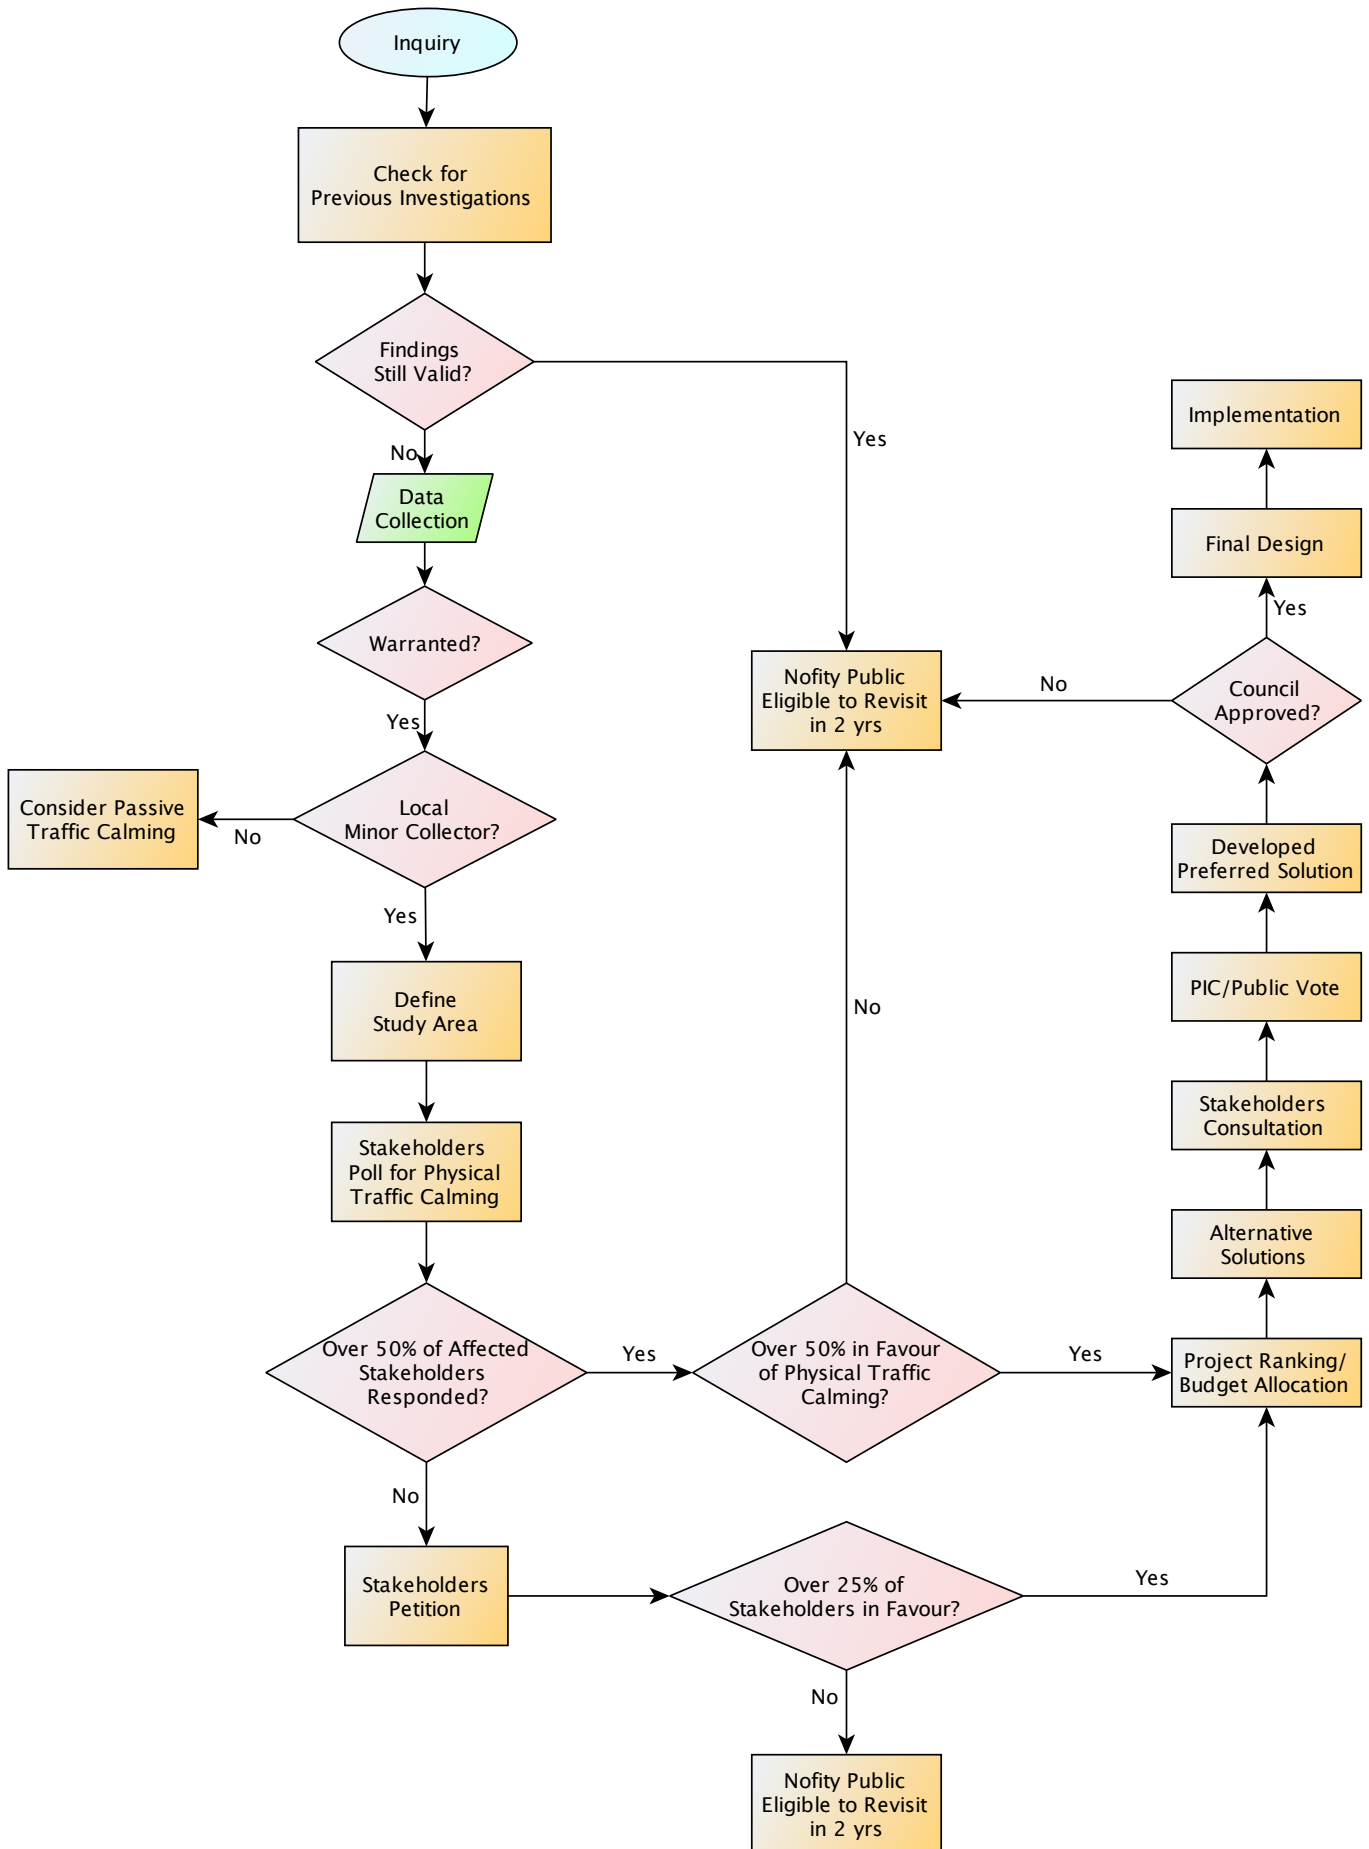 Inquiry
Check for
Previous Investigations
Findings
Still Valid?
Yes
No
Data
Collection
Warranted?
Yes
Local
Minor Collector?
No
Consider Passive
Traffic Calming
Yes
Define
Study Area
Stakeholders
Poll for Physical
Traffic Calming
Over 50% of Affected
Stakeholders
Responded?
Yes
No
Stakeholders
Petition
Over 50% in Favour
of Physical Traffic
Calming?
No
Yes
Nofity Public
Eligible to Revisit
in 2 yrs
Over 25% of
Stakeholders in Favour?
Yes
No
Nofity Public
Eligible to Revisit
in 2 yrs
Project Ranking/
Budget Allocation
Alternative
Solutions
Stakeholders
Consultation
PIC/Public Vote
Developed
Preferred Solution
Council
Approved?
No
Yes
Final Design
Implementation